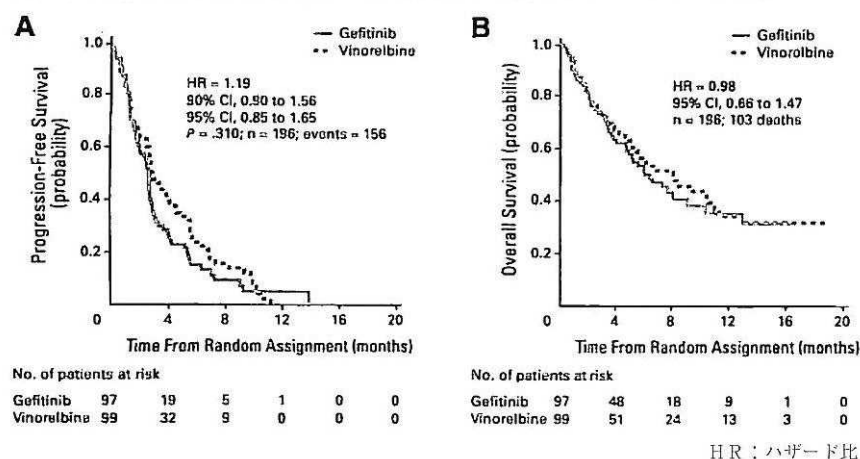 A
Gefitinib
Vinorelbine
HR = 1.19
90% CI, 0.90 to 1.56
95% CI, 0.85 to 1.65
P = .310; n = 196; events = 156
Progression-Free Survival
(probability)
1.0
0.8
0.6
0.4
0.2
0 4 8 12 16 20
Time From Random Assignment (months)
No. of patients at risk
Gefitinib 97 19 5 1 0 0
Vinorelbine 99 32 9 0 0 0
B
Gefitinib
Vinorolbine
HR = 0.98
95% CI, 0.66 to 1.47
n = 196; 103 deaths
Overall Survival (probability)
1.0
0.8
0.6
0.4
0.2
0 4 8 12 16 20
Time From Random Assignment (months)
No. of patients at risk
Gefitinib 97 48 18 9 1 0
Vinorelbine 99 51 24 13 3 0
HR：ハザード比